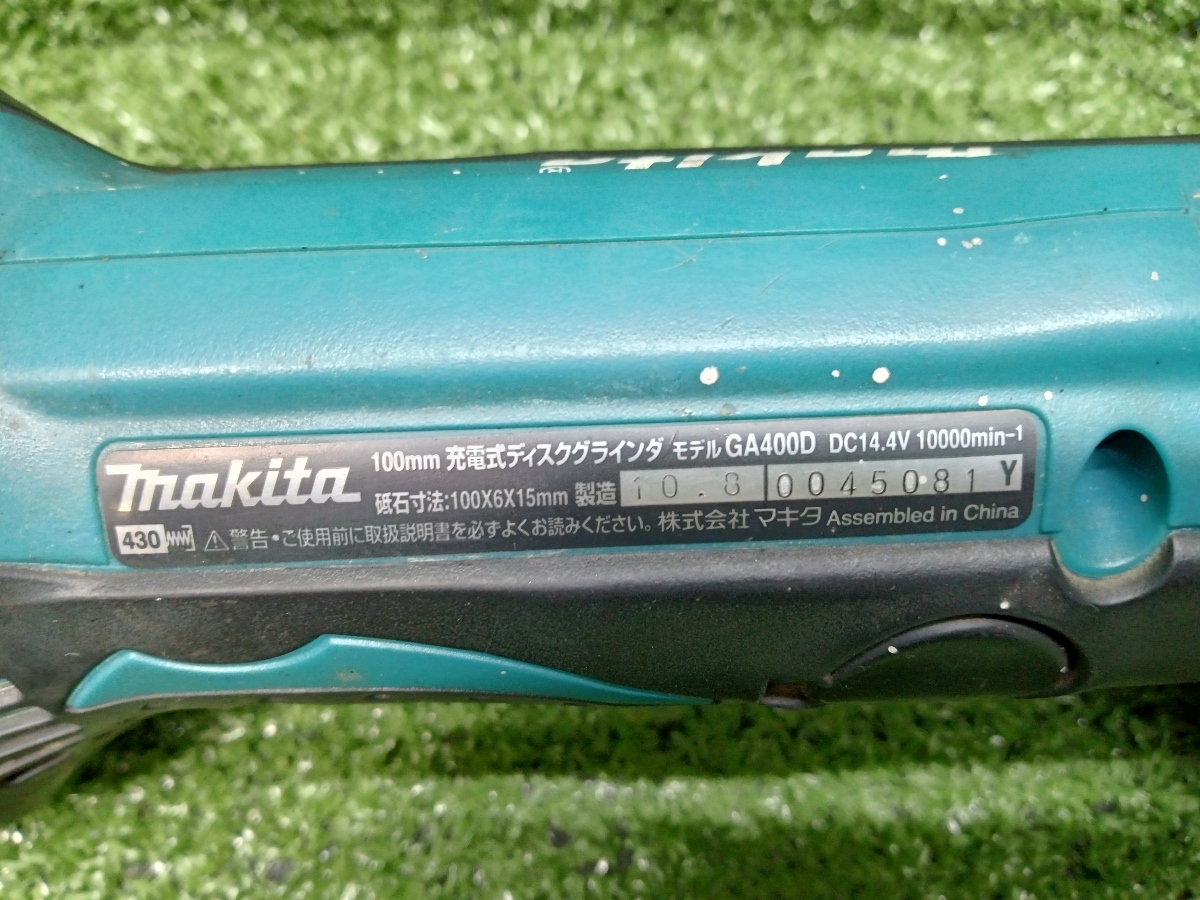 makita
100mm 充電式ディスクグラインダ モデル GA400D DC14.4V 10000min-1
砥石寸法:100X6X15mm 製造 10.8 0045081 Y
430 警告・ご使用前に取扱説明書を必ずよくお読みください。株式会社 マキタ Assembled in China